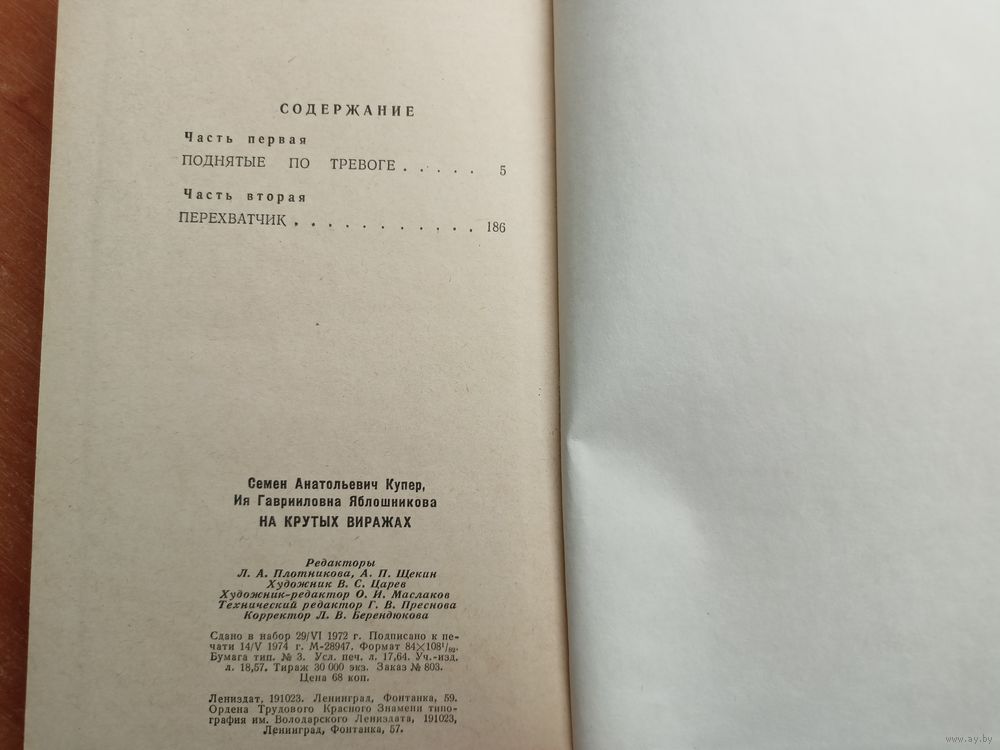 СОДЕРЖАНИЕ
Часть первая
ПОДНЯТЫЕ ПО ТРЕВОГЕ . . . . . 5
Часть вторая
ПЕРЕХВАТЧИК . . . . . . . . . . . 186
Семен Анатольевич Купер,
Ия Гаврииловна Яблошникова
НА КРУТЫХ ВИРАЖАХ
Редакторы
Л. А. Плотникова, А. П. Щекин
Художник В. С. Царев
Художник-редактор О. И. Маслаков
Технический редактор Г. В. Преснова
Корректор Л. В. Берендюкова
Сдано в набор 29/VI 1972 г. Подписано к пе-
чати 14/V 1974 г. М-28947. Формат 84×108¹/₃₂.
Бумага тип. № 3. Усл. печ. л. 17,64. Уч.-изд.
л. 18,57. Тираж 30 000 экз. Заказ № 803.
Цена 68 коп.
Лениздат, 191023. Ленинград, Фонтанка, 59.
Ордена Трудового Красного Знамени типо-
графия им. Володарского Лениздата, 191023,
Ленинград, Фонтанка, 57.
www.ay.by